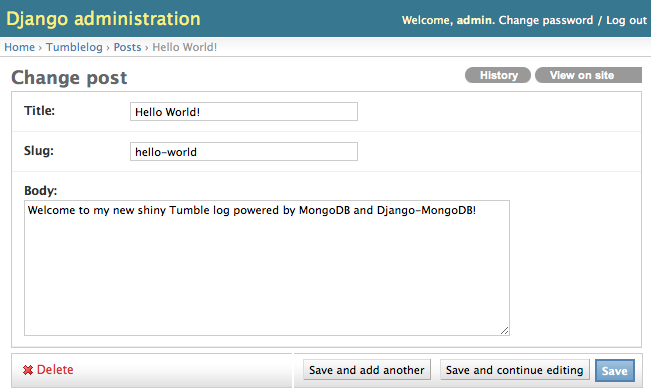 Django administration
Welcome, admin. Change password / Log out
Home › Tumblelog › Posts › Hello World!
Change post
History
View on site
Title:
Hello World!
Slug:
hello-world
Body:
Welcome to my new shiny Tumble log powered by MongoDB and Django-MongoDB!
Delete
Save and add another
Save and continue editing
Save